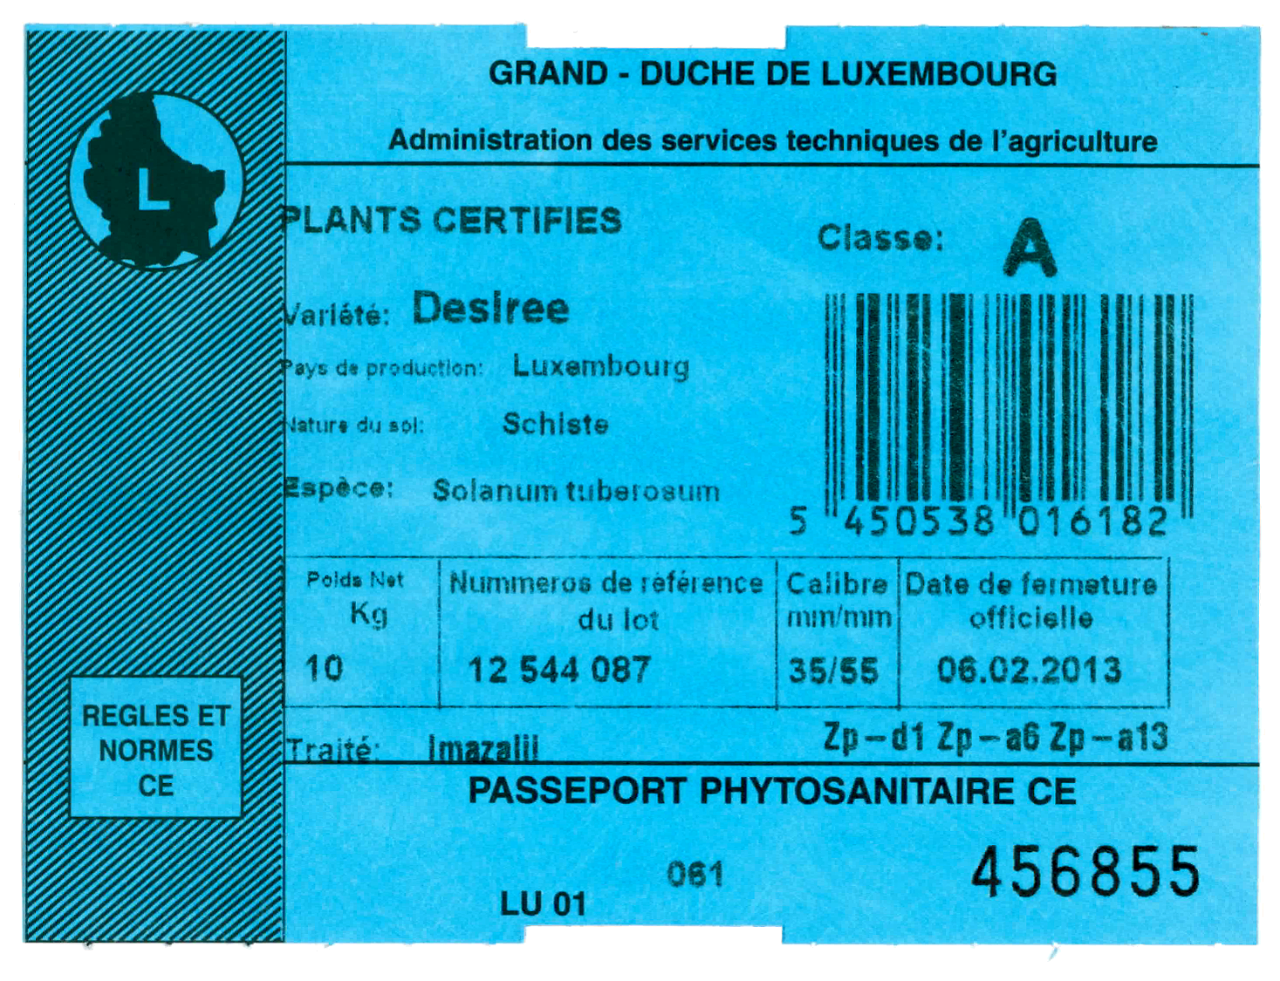 GRAND - DUCHE DE LUXEMBOURG
Administration des services techniques de l'agriculture
L
PLANTS CERTIFIES
Classe: A
Variété: Desiree
Pays de production: Luxembourg
Nature du sol: Schiste
Espèce: Solanum tuberosum
5 450538 016182
Poids Net Kg
Nummeros de référence du lot
Calibre mm/mm
Date de fermeture officielle
10 12 544 087 35/55 06.02.2013
Traité: Imazalil
Zp-d1 Zp-a6 Zp-a13
REGLES ET
NORMES
CE
PASSEPORT PHYTOSANITAIRE CE
061
456855
LU 01